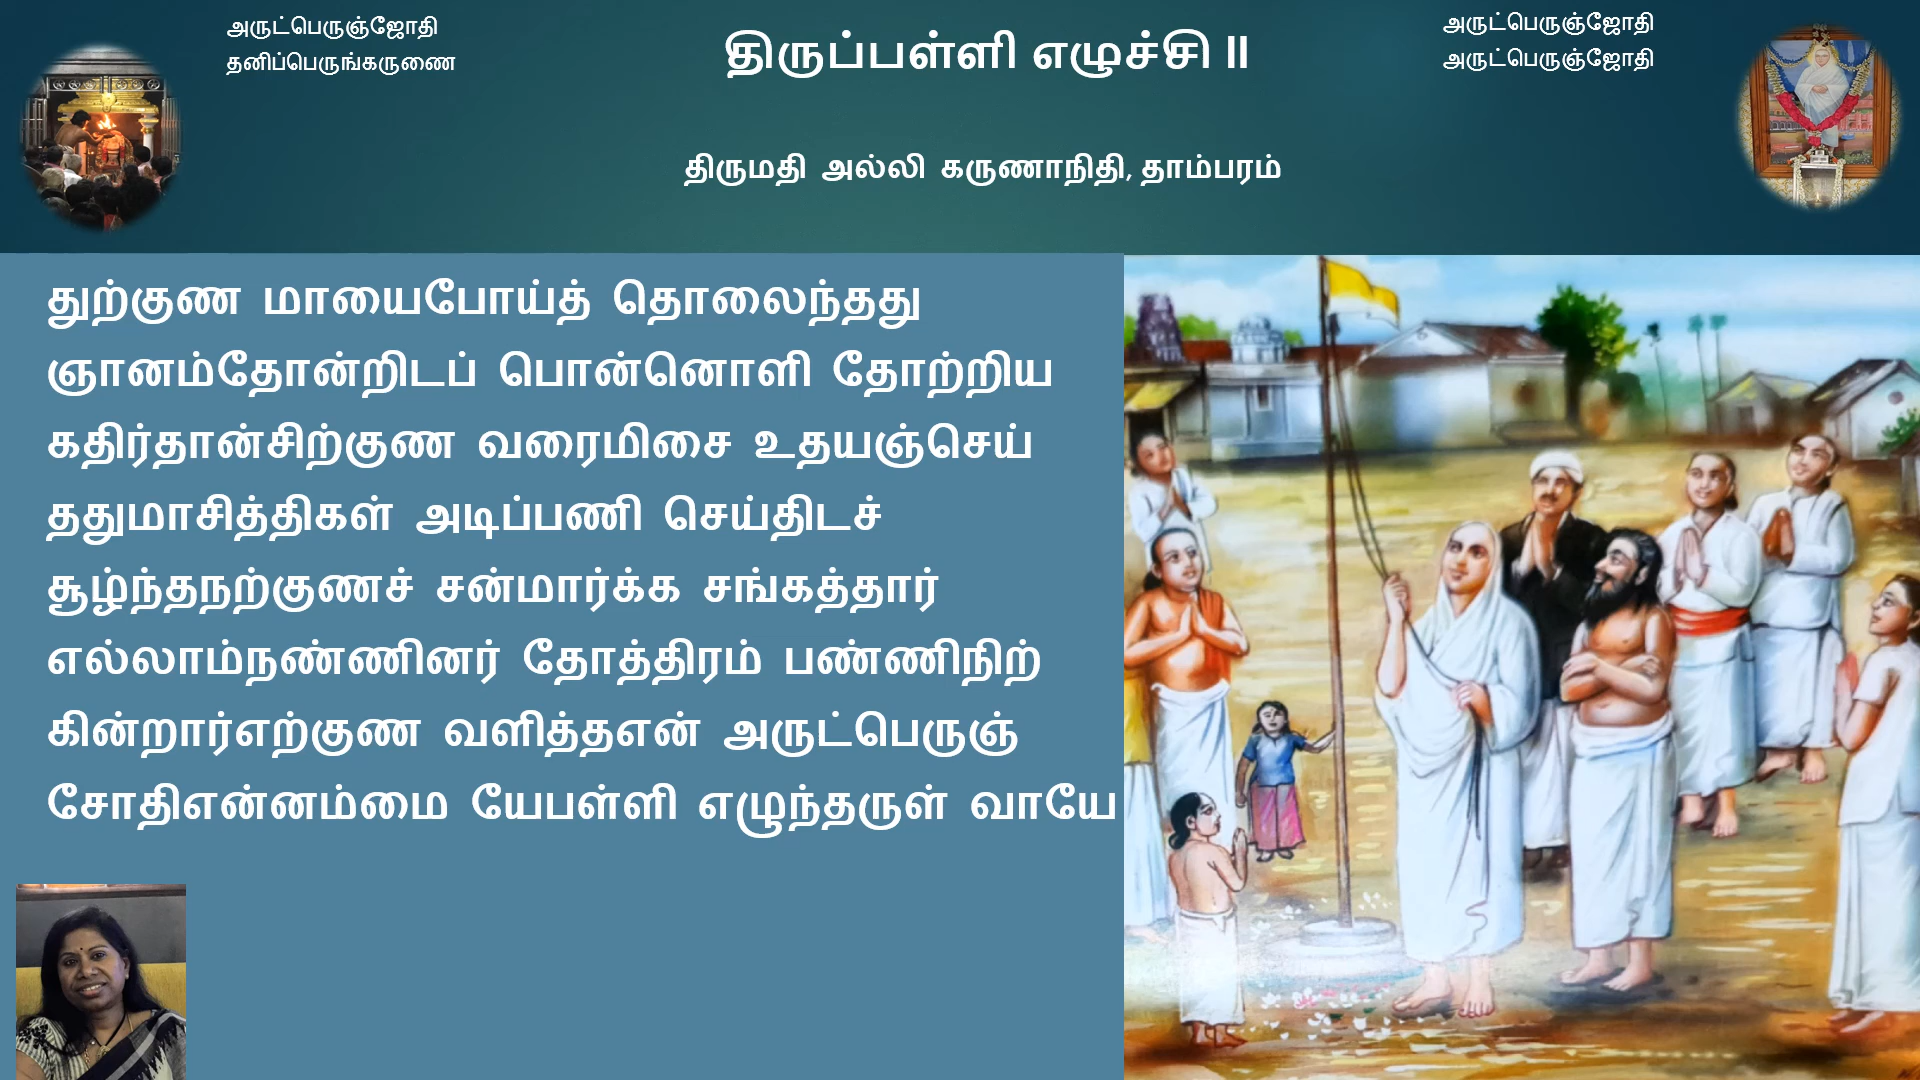 அருட்பெருஞ்ஜோதி
தனிப்பெருங்கருணை
திருப்பள்ளி எழுச்சி II
அருட்பெருஞ்ஜோதி
அருட்பெருஞ்ஜோதி
திருமதி அல்லி கருணாநிதி, தாம்பரம்
துற்குண மாயைபோய்த் தொலைந்தது
ஞானம்தோன்றிடப் பொன்னொளி தோற்றிய
கதிர்தான்சிற்குண வரைமிசை உதயஞ்செய்
ததுமாசித்திகள் அடிப்பணி செய்திடச்
சூழ்ந்தநற்குணச் சன்மார்க்க சங்கத்தார்
எல்லாம்நண்ணினர் தோத்திரம் பண்ணிநிற்
கின்றார்எற்குண வளித்தஎன் அருட்பெருஞ்
சோதிஎன்னம்மை யேபள்ளி எழுந்தருள் வாயே